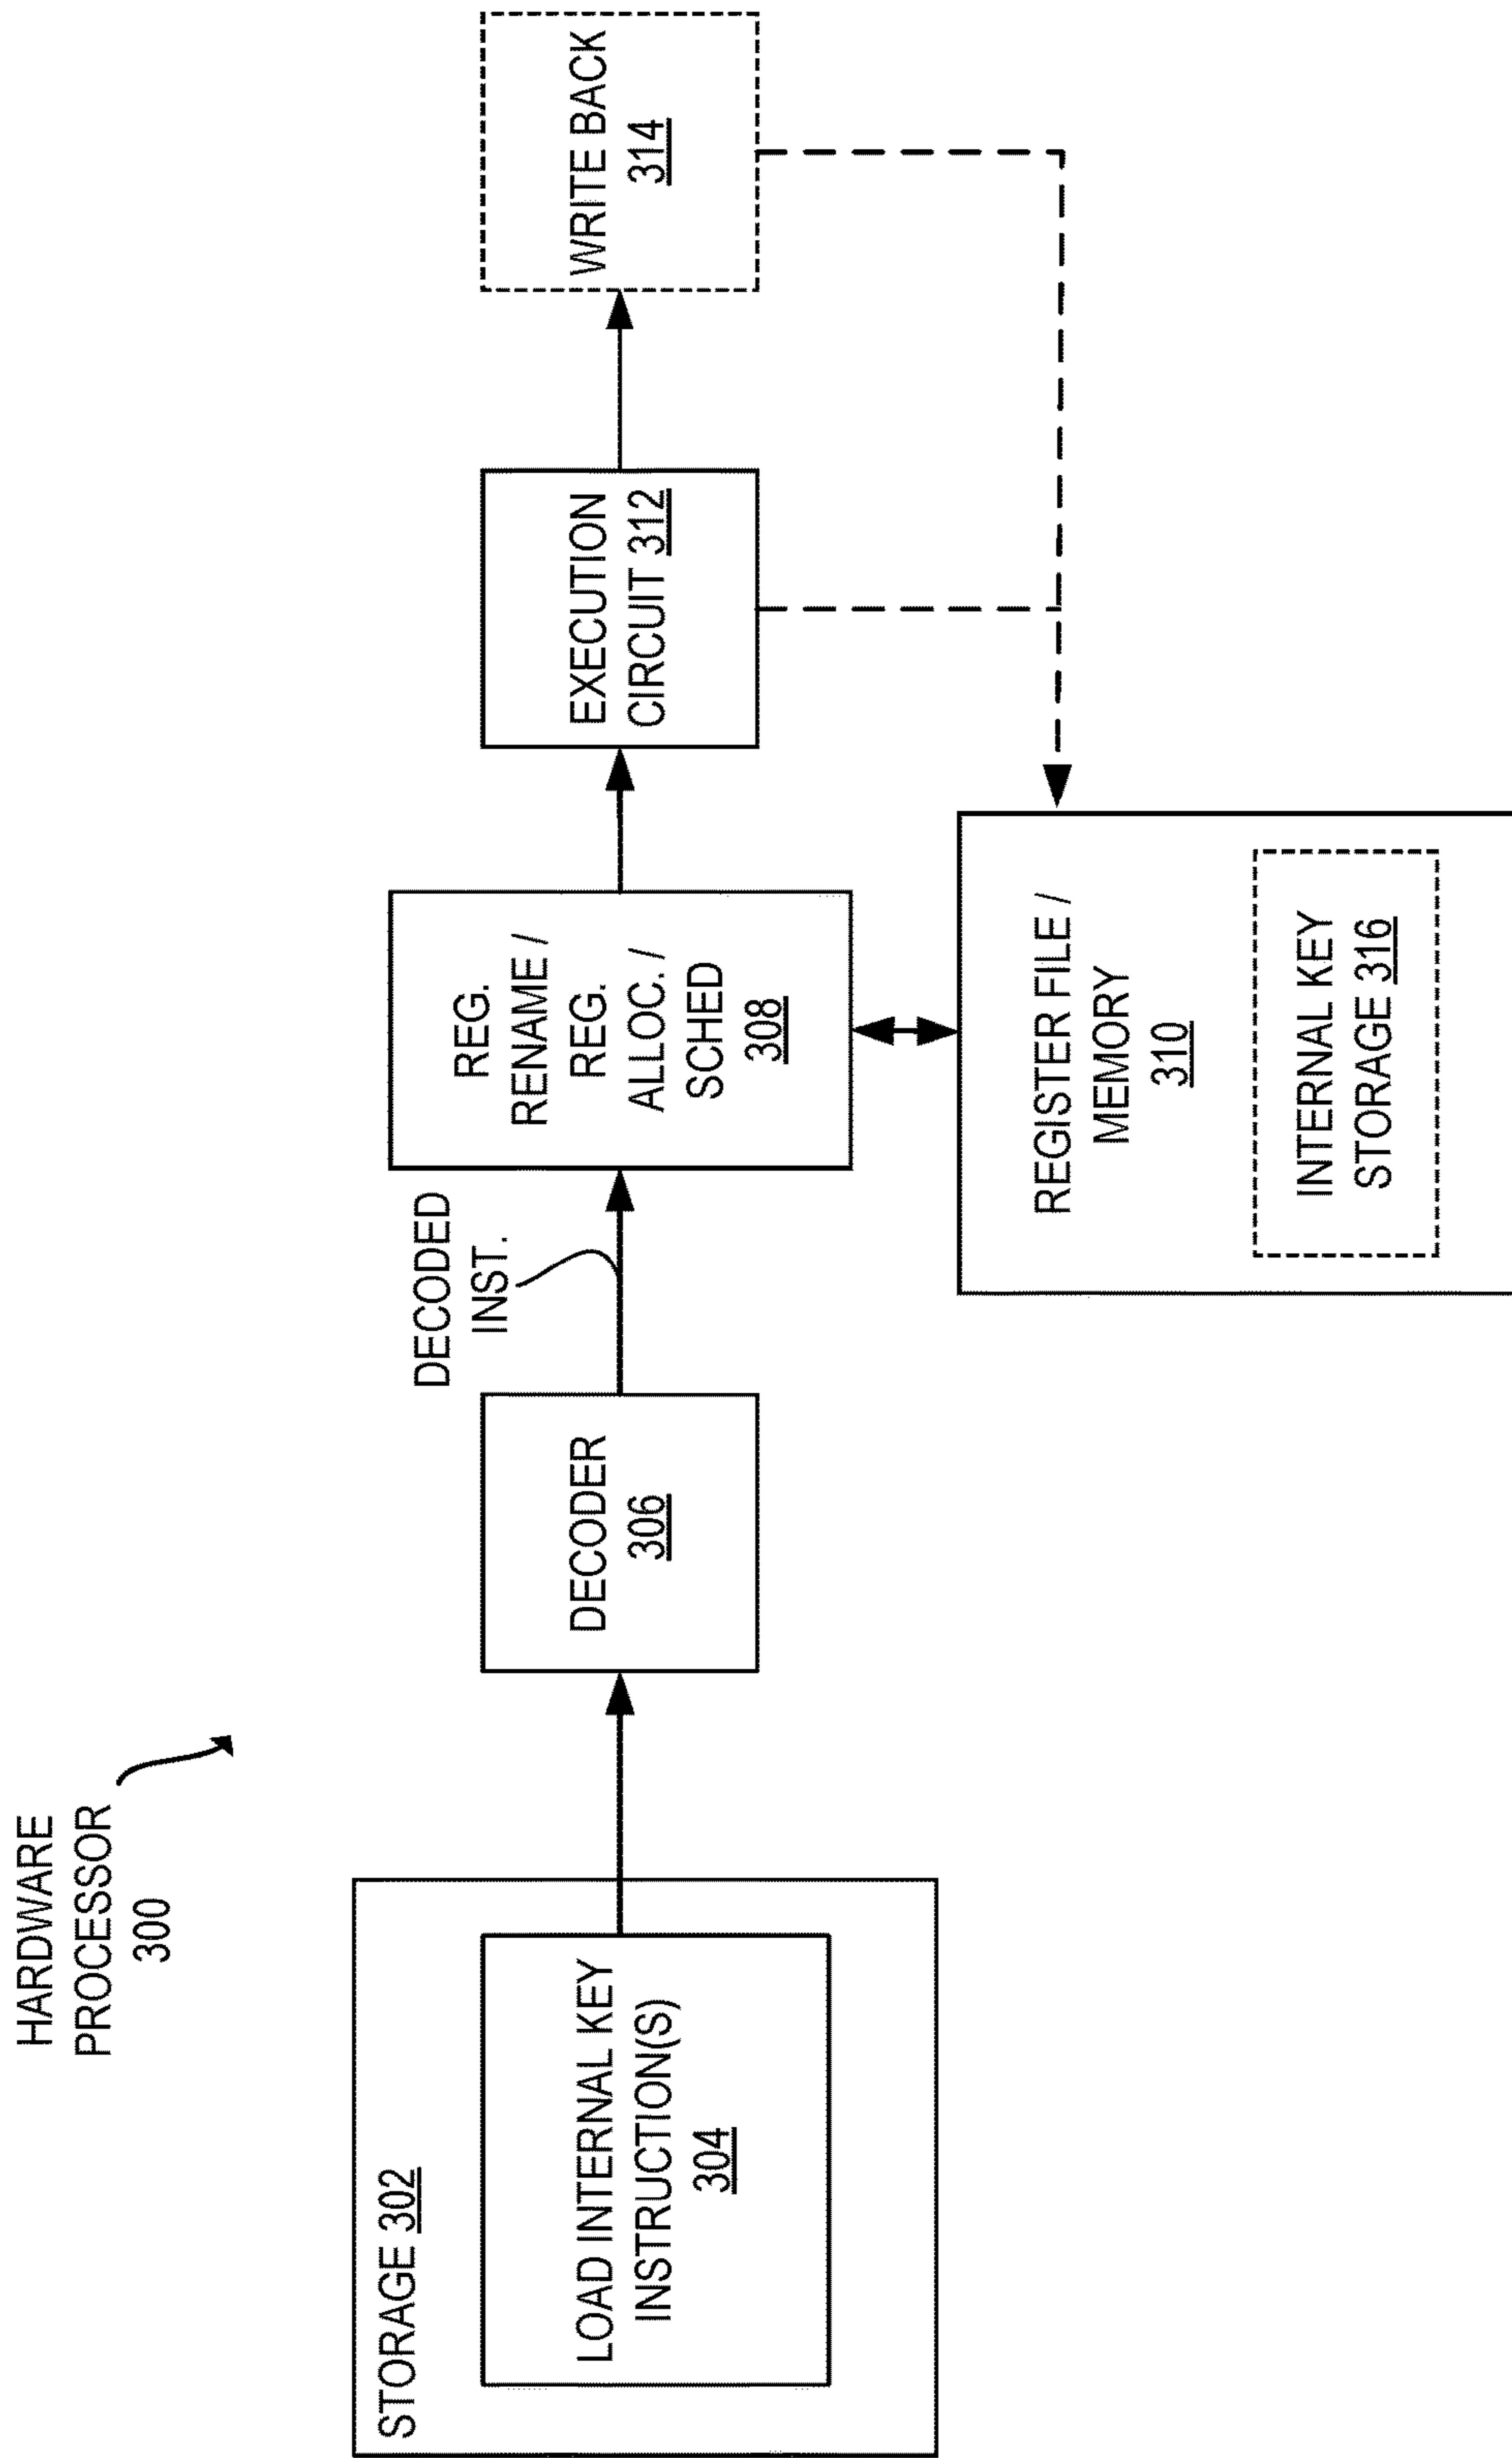 HARDWARE
PROCESSOR
300
STORAGE 302
LOAD INTERNAL KEY
INSTRUCTION(S)
304
DECODER
306
DECODED
INST.
REG.
RENAME /
REG.
ALLOC. /
SCHED
308
EXECUTION
CIRCUIT 312
WRITE BACK
314
REGISTER FILE /
MEMORY
310
INTERNAL KEY
STORAGE 316